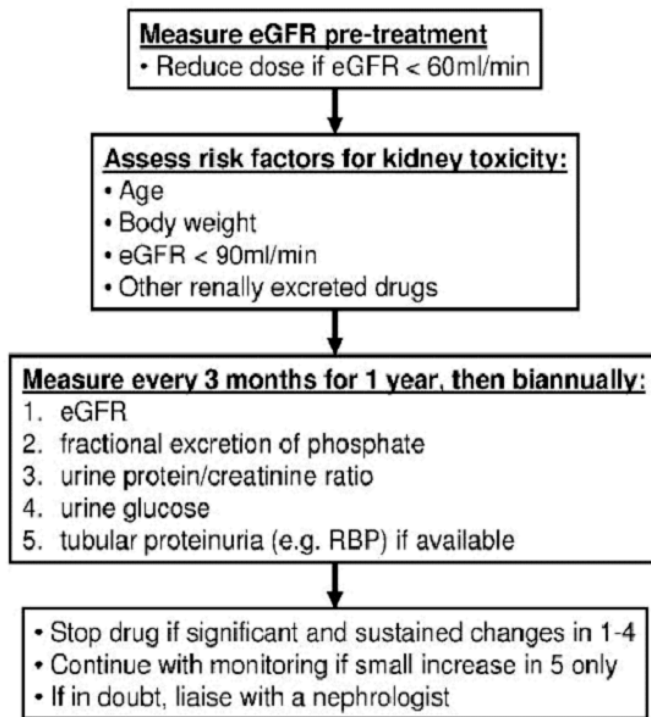 Measure eGFR pre-treatment
• Reduce dose if eGFR < 60ml/min
Assess risk factors for kidney toxicity:
• Age
• Body weight
• eGFR < 90ml/min
• Other renally excreted drugs
Measure every 3 months for 1 year, then biannually:
1. eGFR
2. fractional excretion of phosphate
3. urine protein/creatinine ratio
4. urine glucose
5. tubular proteinuria (e.g. RBP) if available
• Stop drug if significant and sustained changes in 1-4
• Continue with monitoring if small increase in 5 only
• If in doubt, liaise with a nephrologist